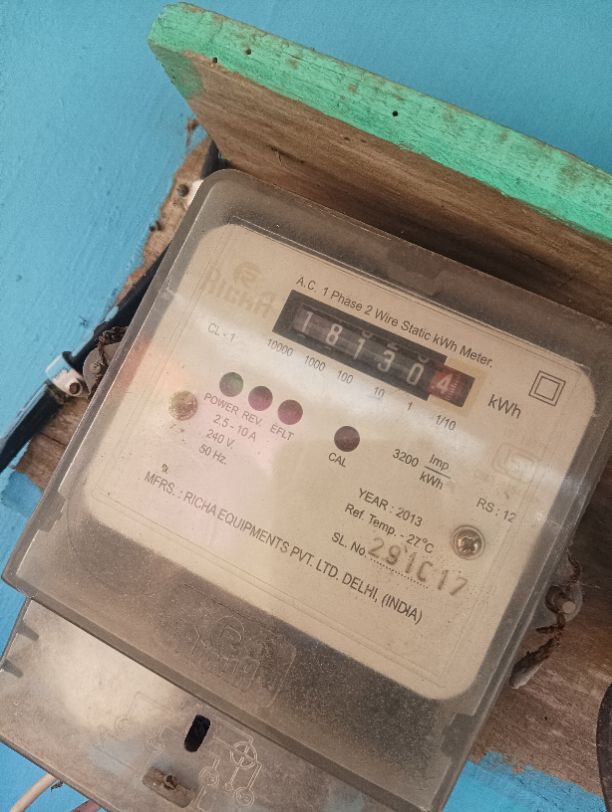 RICHA
A.C. 1 Phase 2 Wire Static kWh Meter.
CL - 1
181304
kWh
10000 1000 100 10 1 1/10
POWER REV. EFLT
2.5 - 10 A
240 V.
50 Hz.
CAL
3200 Imp
kWh
RS : 12
YEAR : 2013
Ref. Temp. - 27°C
SL. No.
MFRS. : RICHA EQUIPMENTS PVT. LTD. DELHI, (INDIA)
RICHA